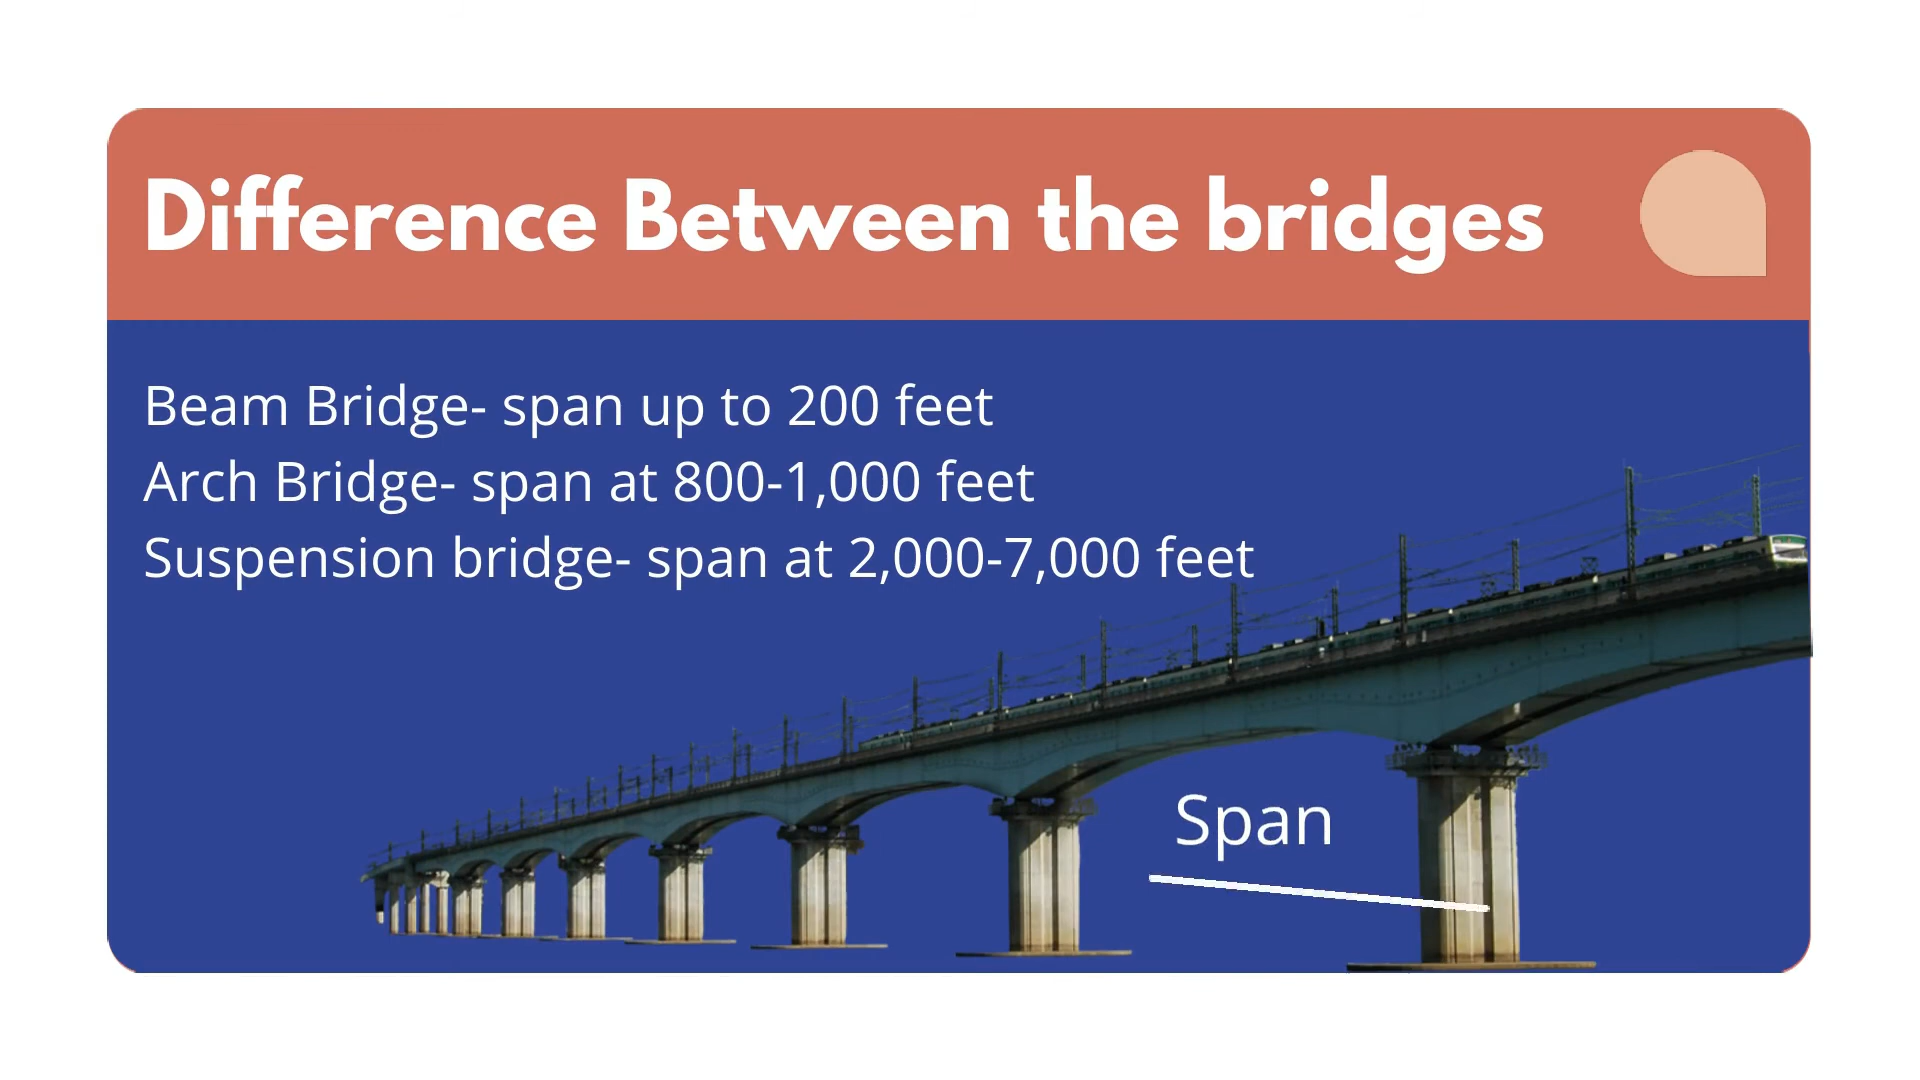 Difference Between the bridges
Beam Bridge- span up to 200 feet
Arch Bridge- span at 800-1,000 feet
Suspension bridge- span at 2,000-7,000 feet
Span